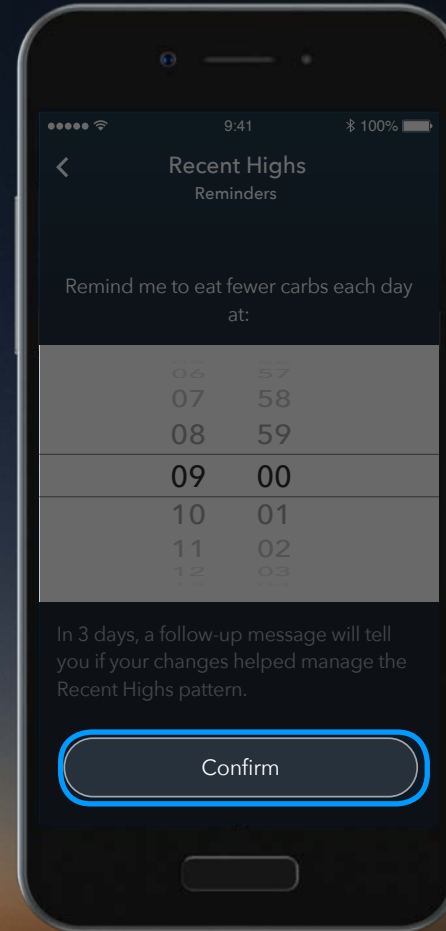 9:41
100%
Recent Highs
Reminders
Remind me to eat fewer carbs each day
at:
06 57
07 58
08 59
09 00
10 01
11 02
12 03
In 3 days, a follow-up message will tell
you if your changes helped manage the
Recent Highs pattern.
Confirm